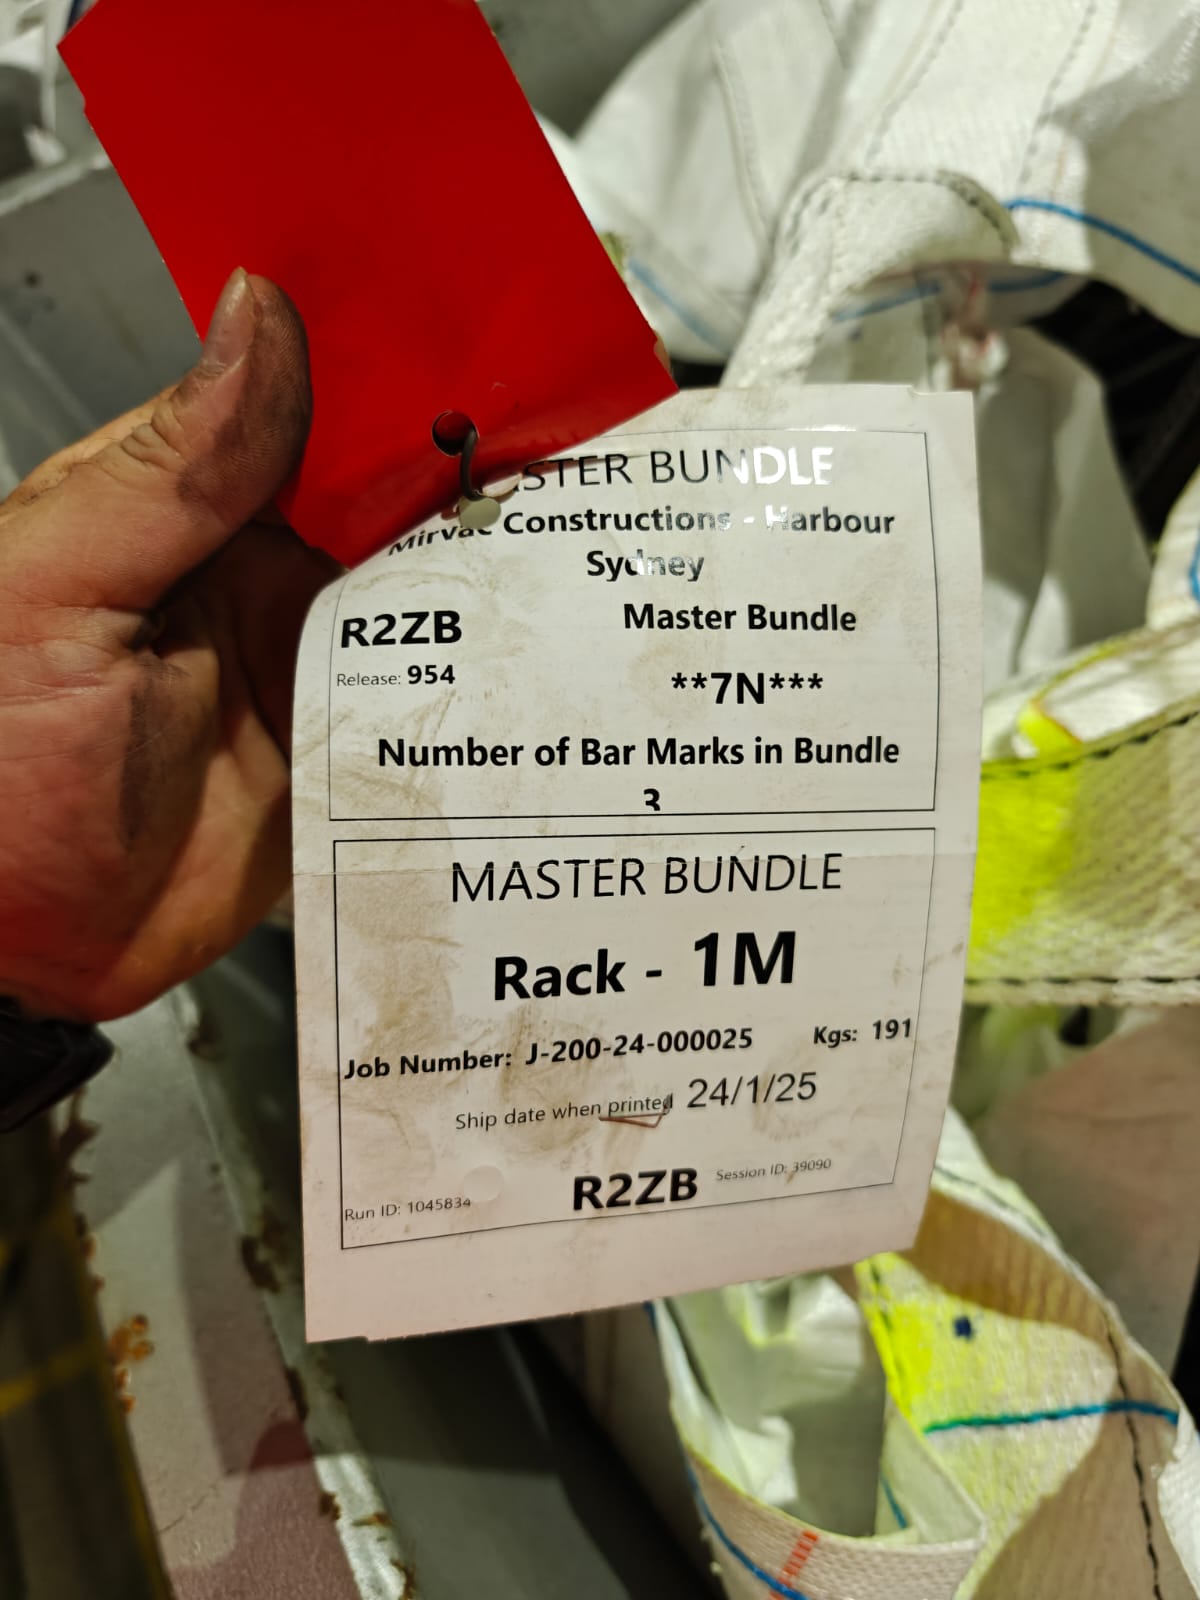 MASTER BUNDLE
Mirvac Constructions - Harbour
Sydney
R2ZB Master Bundle
Release: 954 **7N***
Number of Bar Marks in Bundle
3
MASTER BUNDLE
Rack - 1M
Job Number: J-200-24-000025 Kgs: 191
Ship date when printed 24/1/25
Run ID: 1045834 R2ZB Session ID: 39090